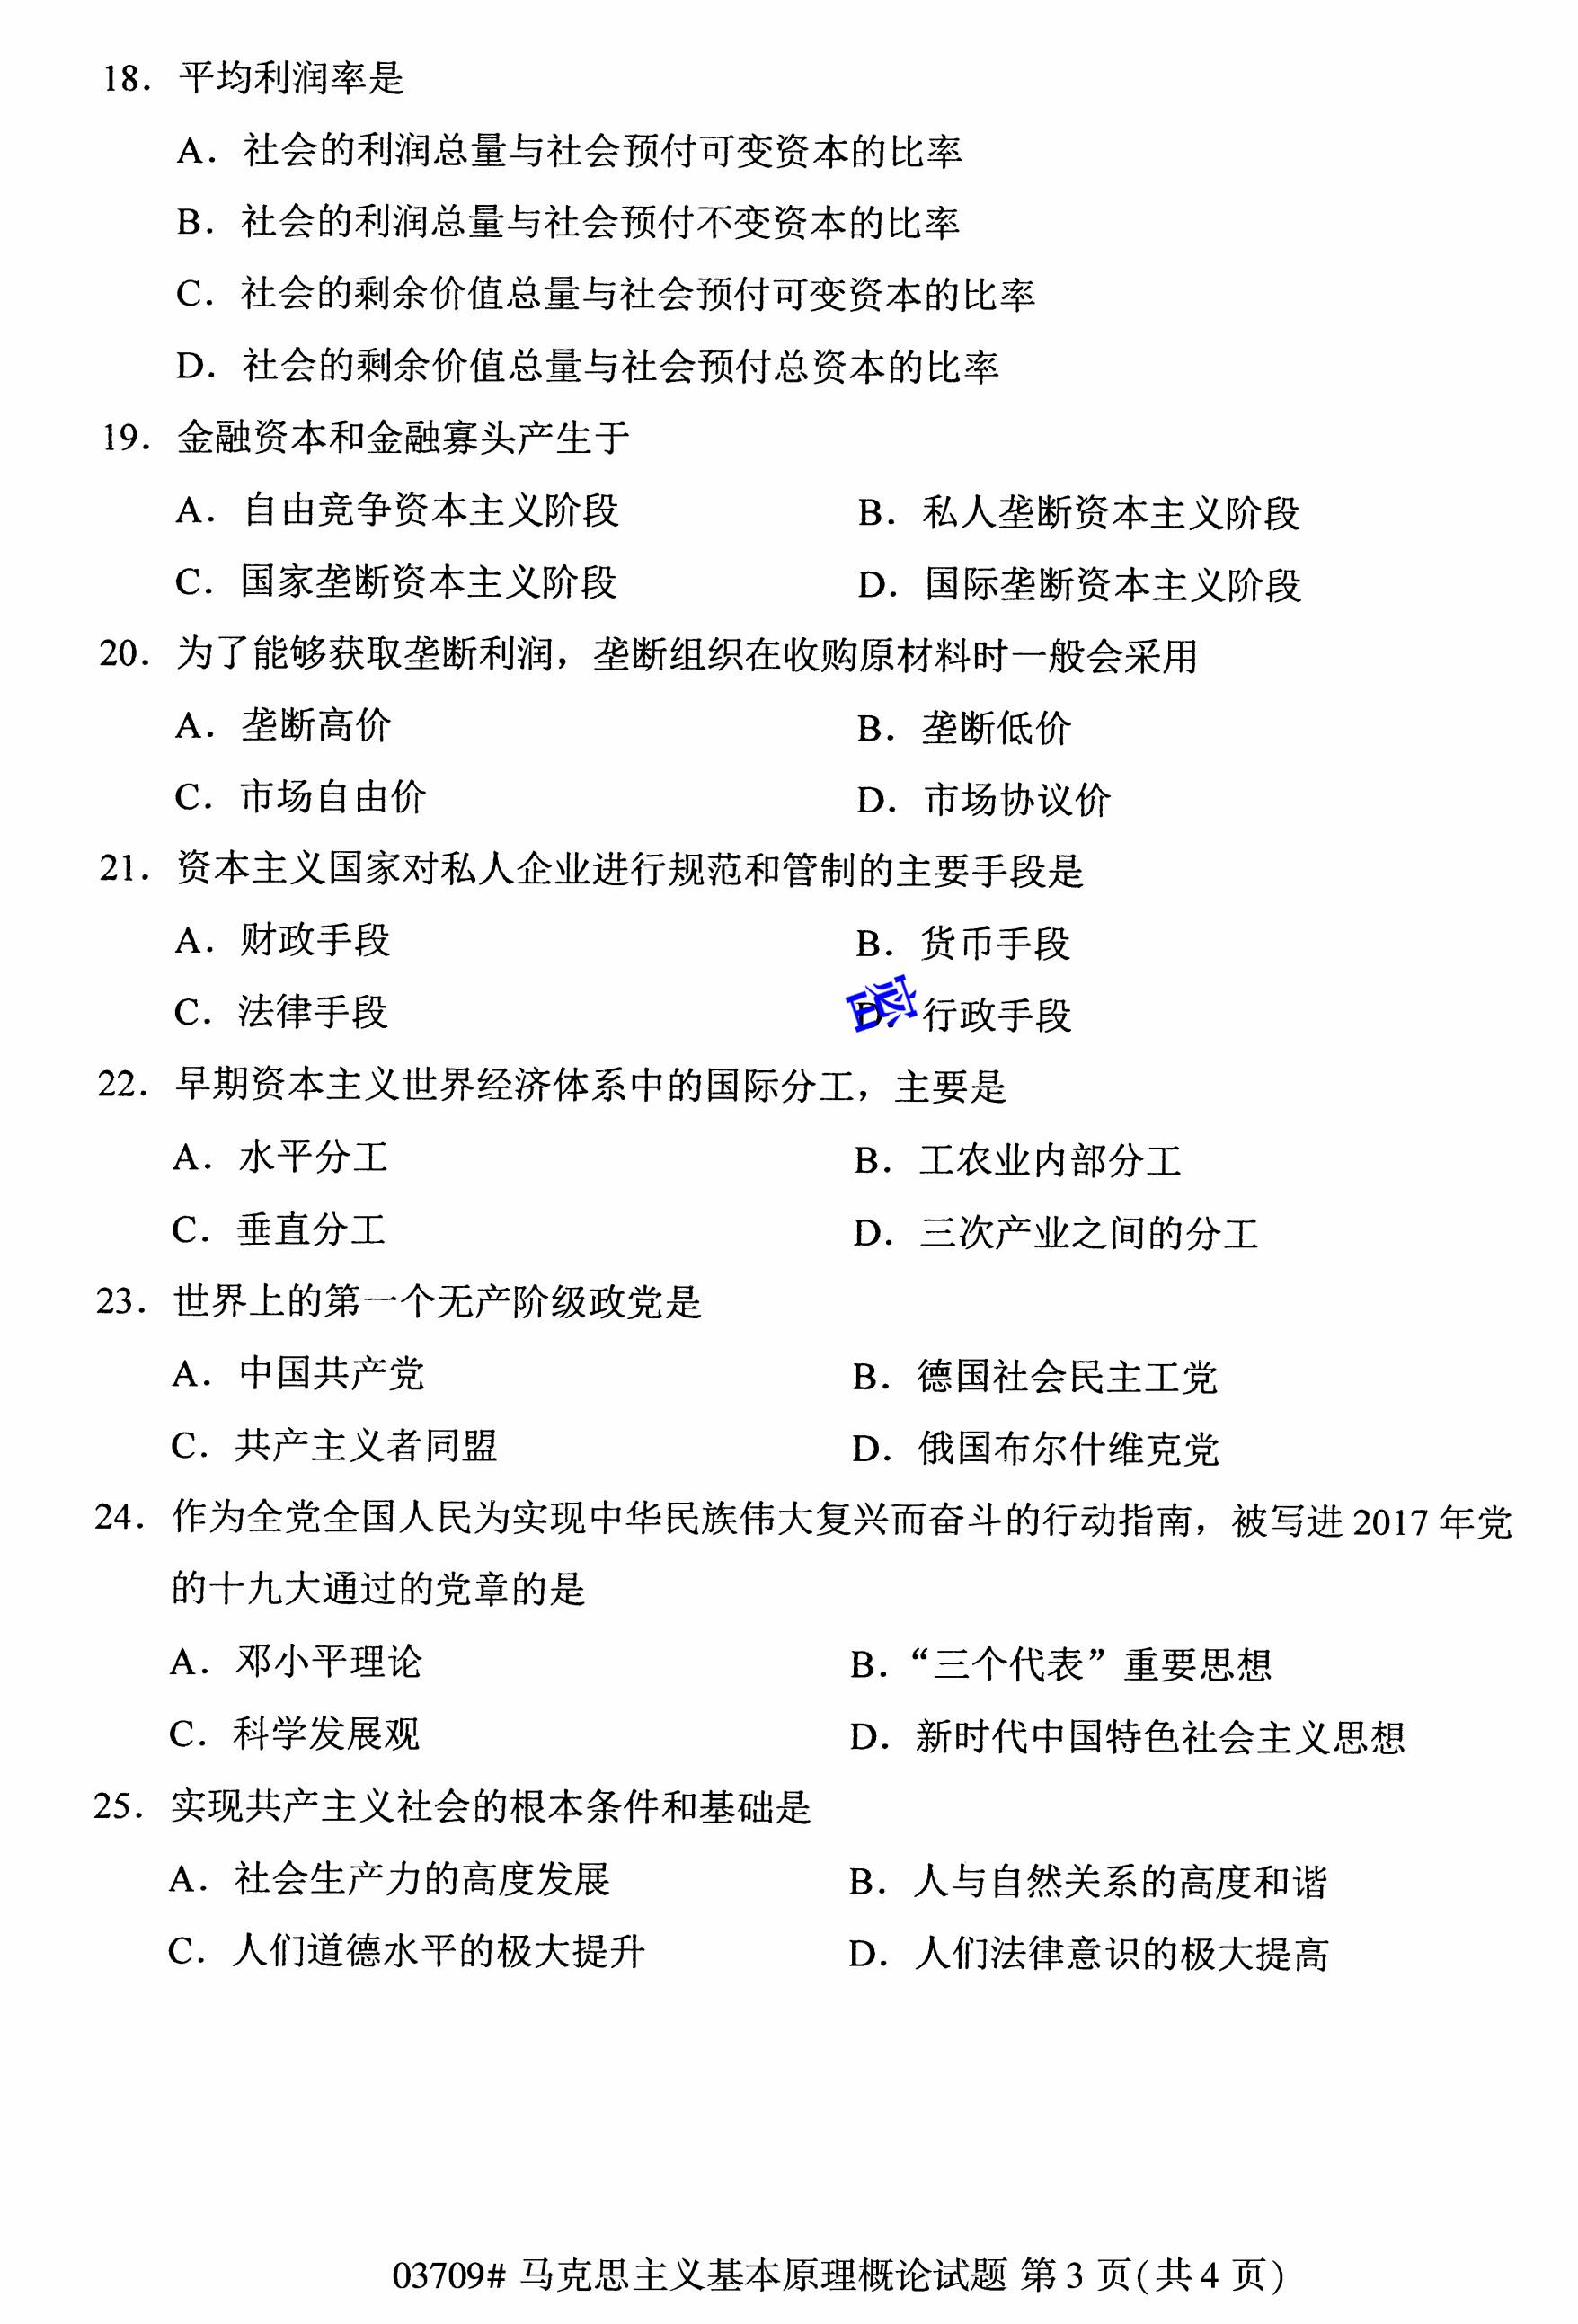 18. 平均利润率是
A. 社会的利润总量与社会预付可变资本的比率
B. 社会的利润总量与社会预付不变资本的比率
C. 社会的剩余价值总量与社会预付可变资本的比率
D. 社会的剩余价值总量与社会预付总资本的比率
19. 金融资本和金融寡头产生于
A. 自由竞争资本主义阶段 B. 私人垄断资本主义阶段
C. 国家垄断资本主义阶段 D. 国际垄断资本主义阶段
20. 为了能够获取垄断利润，垄断组织在收购原材料时一般会采用
A. 垄断高价 B. 垄断低价
C. 市场自由价 D. 市场协议价
21. 资本主义国家对私人企业进行规范和管制的主要手段是
A. 财政手段 B. 货币手段
C. 法律手段 D. 行政手段
22. 早期资本主义世界经济体系中的国际分工，主要是
A. 水平分工 B. 工农业内部分工
C. 垂直分工 D. 三次产业之间的分工
23. 世界上的第一个无产阶级政党是
A. 中国共产党 B. 德国社会民主工党
C. 共产主义者同盟 D. 俄国布尔什维克党
24. 作为全党全国人民为实现中华民族伟大复兴而奋斗的行动指南，被写进 2017 年党
的十九大通过的党章的是
A. 邓小平理论 B. “三个代表”重要思想
C. 科学发展观 D. 新时代中国特色社会主义思想
25. 实现共产主义社会的根本条件和基础是
A. 社会生产力的高度发展 B. 人与自然关系的高度和谐
C. 人们道德水平的极大提升 D. 人们法律意识的极大提高
03709# 马克思主义基本原理概论试题 第 3 页(共 4 页)